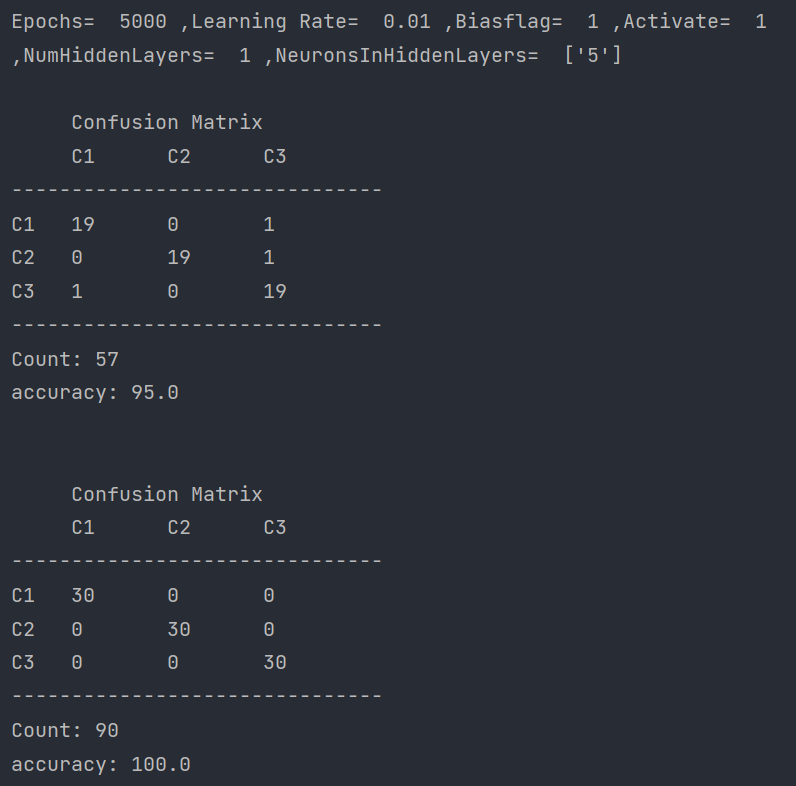 Epochs=  5000 ,Learning Rate=  0.01 ,Biasflag=  1 ,Activate=  1
,NumHiddenLayers=  1 ,NeuronsInHiddenLayers=  ['5']
     Confusion Matrix
     C1      C2      C3
-------------------------------
C1   19      0       1
C2   0       19      1
C3   1       0       19
-------------------------------
Count: 57
accuracy: 95.0
     Confusion Matrix
     C1      C2      C3
-------------------------------
C1   30      0       0
C2   0       30      0
C3   0       0       30
-------------------------------
Count: 90
accuracy: 100.0